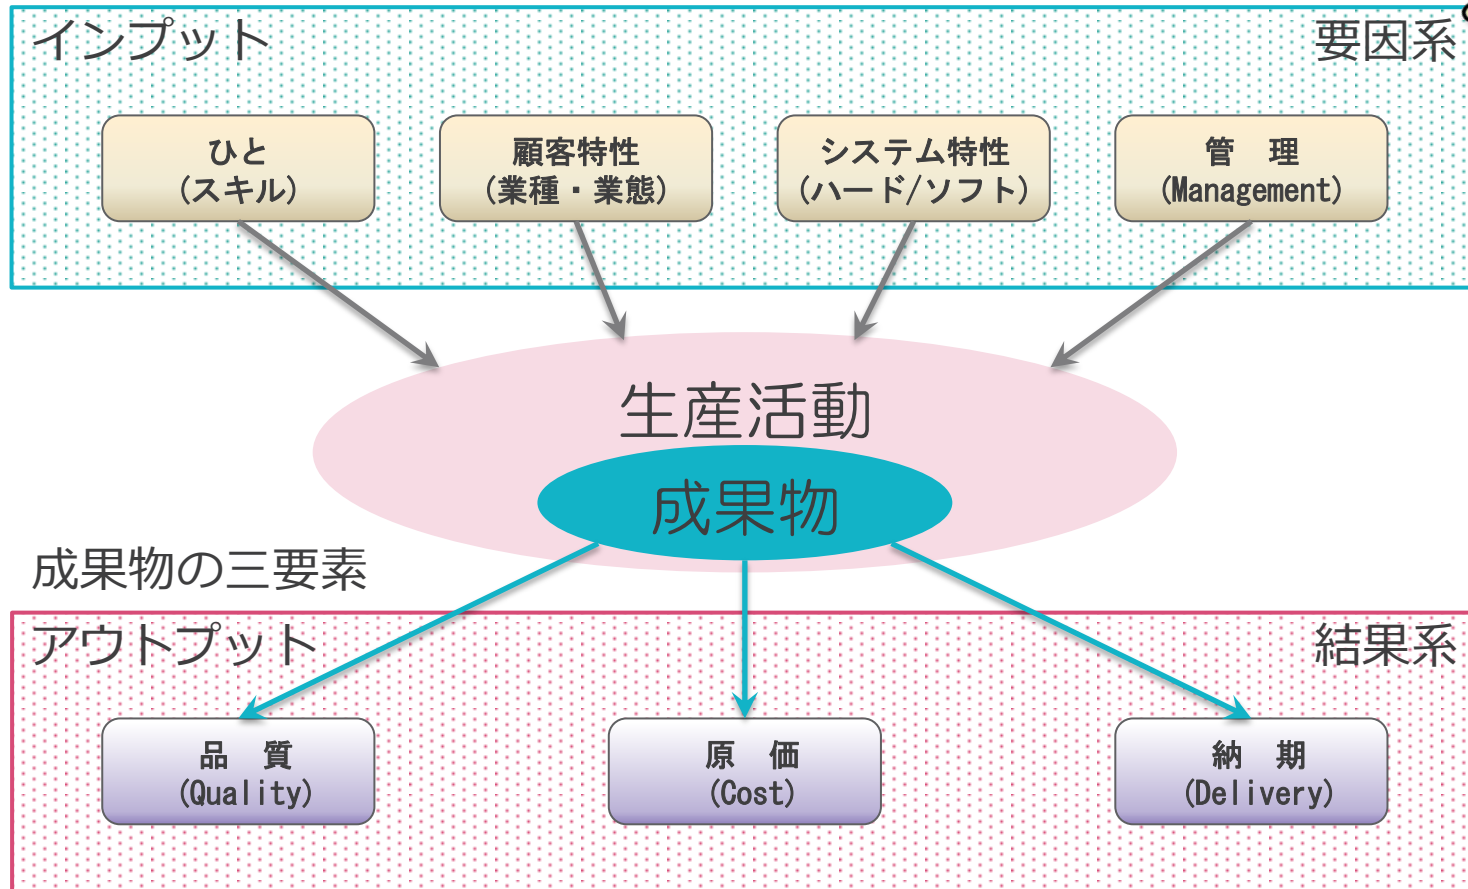 インプット
要因系
ひと
(スキル)
顧客特性
(業種・業態)
システム特性
(ハード/ソフト)
管　理
(Management)
生産活動
成果物
成果物の三要素
アウトプット
結果系
品　質
(Quality)
原　価
(Cost)
納　期
(Delivery)